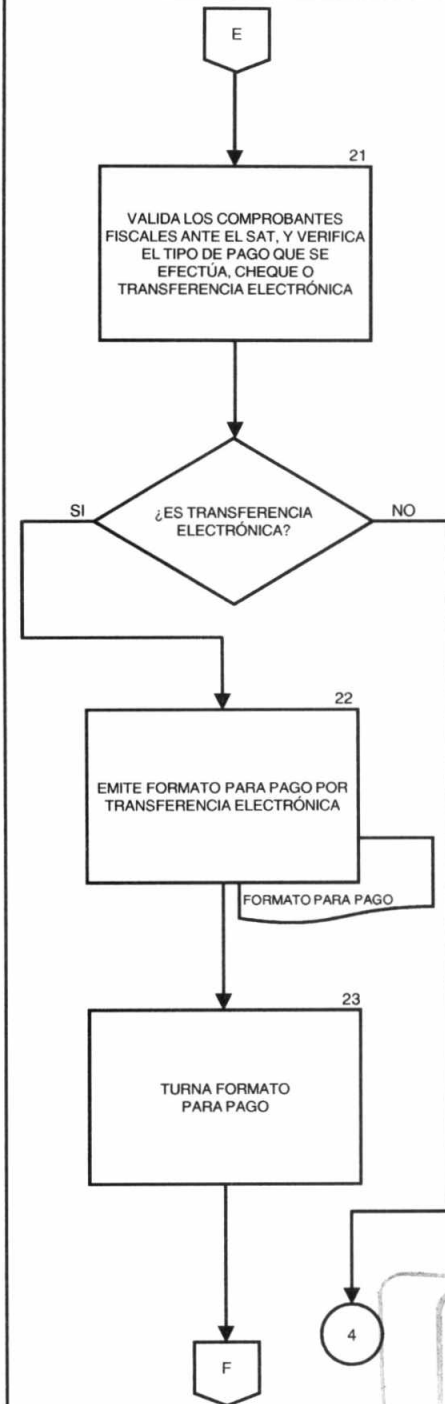 E
21
VALIDA LOS COMPROBANTES
FISCALES ANTE EL SAT, Y VERIFICA
EL TIPO DE PAGO QUE SE
EFECTÚA, CHEQUE O
TRANSFERENCIA ELECTRÓNICA
SI
¿ES TRANSFERENCIA
ELECTRÓNICA?
NO
22
EMITE FORMATO PARA PAGO POR
TRANSFERENCIA ELECTRÓNICA
FORMATO PARA PAGO
23
TURNA FORMATO
PARA PAGO
4
F